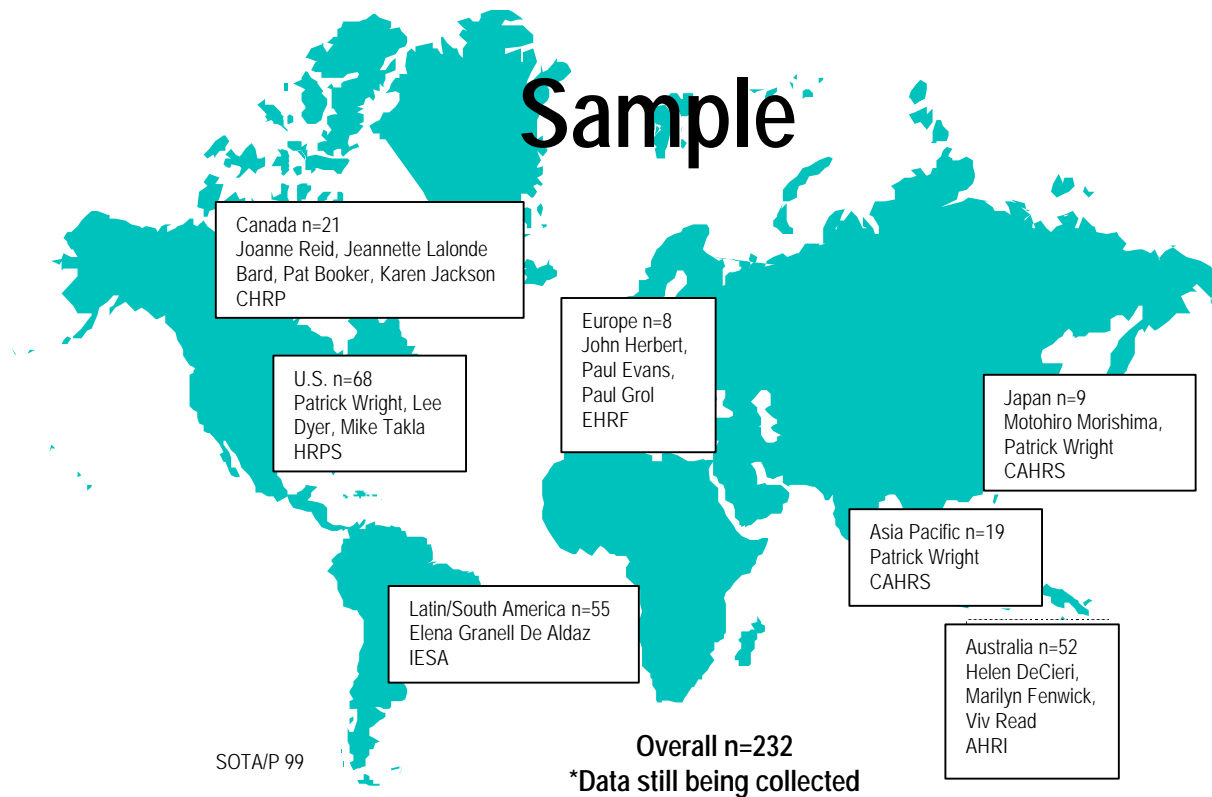 Sample
Canada n=21
Joanne Reid, Jeannette Lalonde
Bard, Pat Booker, Karen Jackson
CHRP
Europe n=8
John Herbert,
Paul Evans,
Paul Grol
EHRF
U.S. n=68
Patrick Wright, Lee
Dyer, Mike Takla
HRPS
Japan n=9
Motohiro Morishima,
Patrick Wright
CAHRS
Asia Pacific n=19
Patrick Wright
CAHRS
Latin/South America n=55
Elena Granell De Aldaz
IESA
Australia n=52
Helen DeCieri,
Marilyn Fenwick,
Viv Read
AHRI
SOTA/P 99
Overall n=232
*Data still being collected